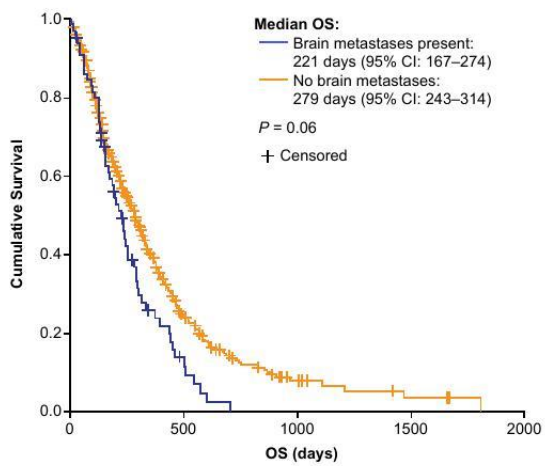 Median OS:
Brain metastases present:
221 days (95% CI: 167–274)
No brain metastases:
279 days (95% CI: 243–314)
P = 0.06
Censored
Cumulative Survival
1.0
0.8
0.6
0.4
0.2
0.0
0
500
1000
1500
2000
OS (days)